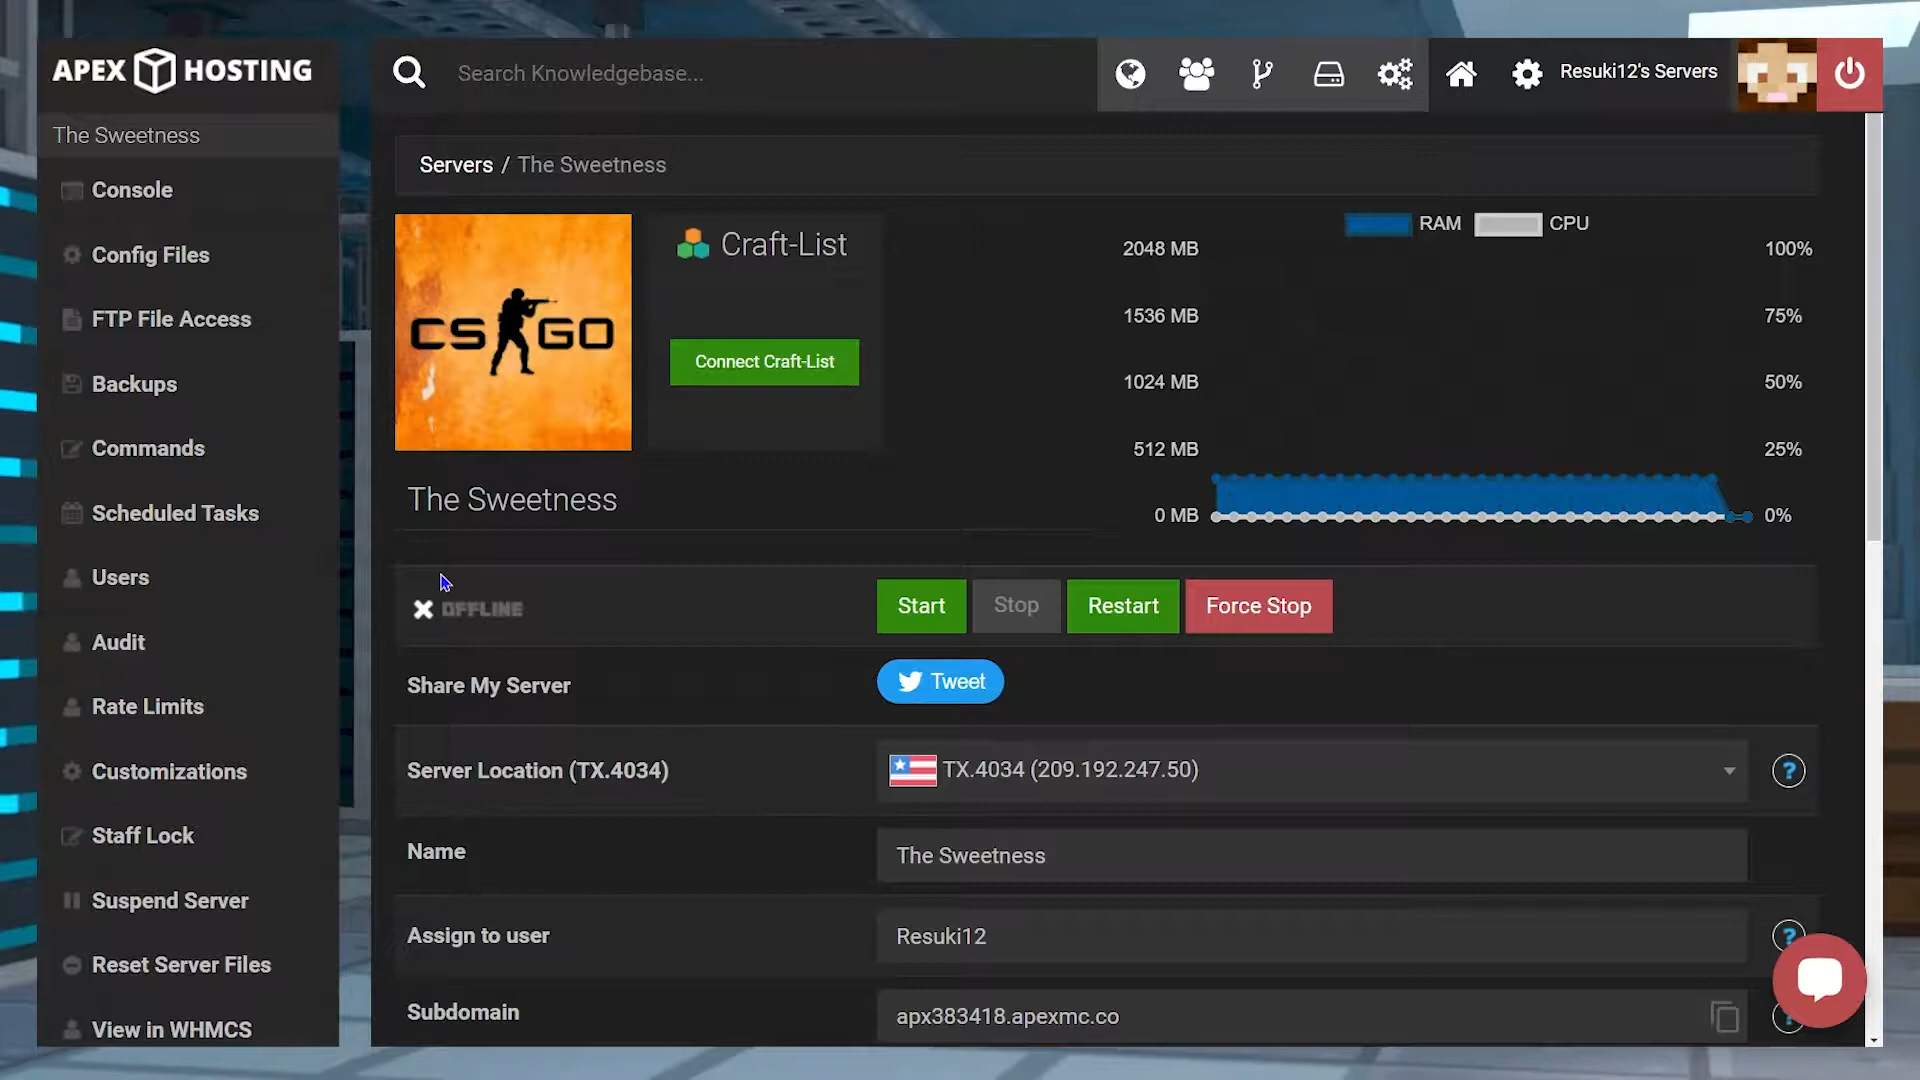 APEX HOSTING
Search Knowledgebase...
Resuki12's Servers
The Sweetness
Console
Config Files
FTP File Access
Backups
Commands
Scheduled Tasks
Users
Audit
Rate Limits
Customizations
Staff Lock
Suspend Server
Reset Server Files
View in WHMCS
Servers / The Sweetness
CS GO
Craft-List
Connect Craft-List
RAM CPU
2048 MB 100%
1536 MB 75%
1024 MB 50%
512 MB 25%
0 MB 0%
The Sweetness
OFFLINE
Start Stop Restart Force Stop
Share My Server Tweet
Server Location (TX.4034) TX.4034 (209.192.247.50) ?
Name The Sweetness
Assign to user Resuki12 ?
Subdomain apx383418.apexmc.co ?